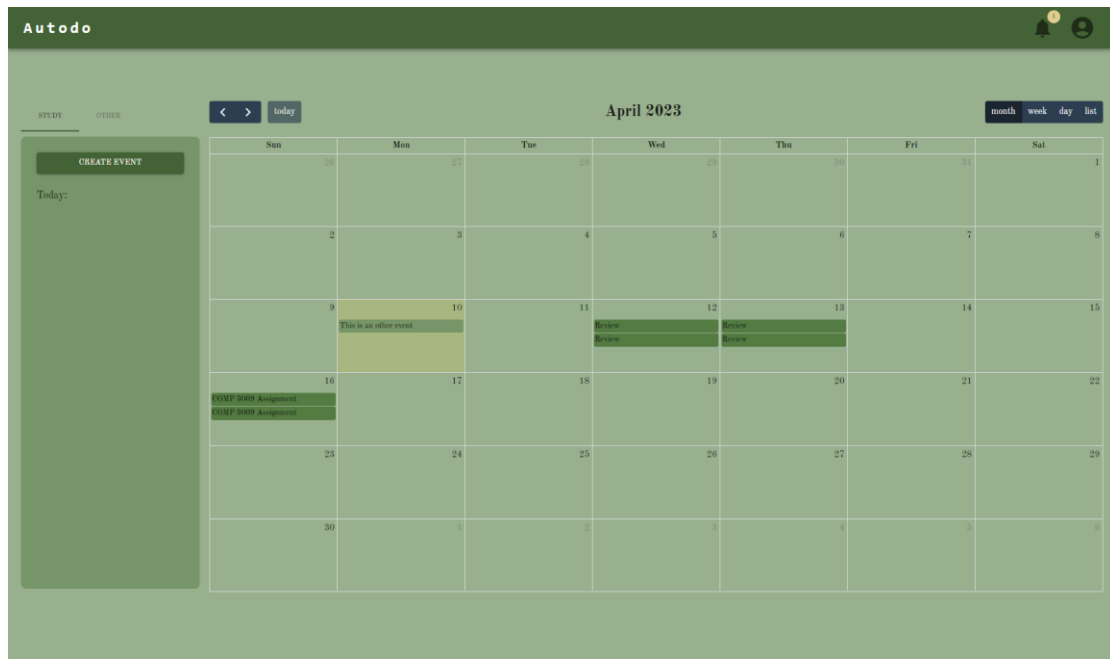 Autodo
1
STUDY OTHER
today
April 2023
month week day list
CREATE EVENT
Today:
Sun Mon Tue Wed Thu Fri Sat
26 27 28 29 30 31 1
2 3 4 5 6 7 8
9 10 11 12 13 14 15
This is an other event Review Review
Review Review
16 17 18 19 20 21 22
COMP 3009 Assignment
COMP 3009 Assignment
23 24 25 26 27 28 29
30 1 2 3 4 5 6